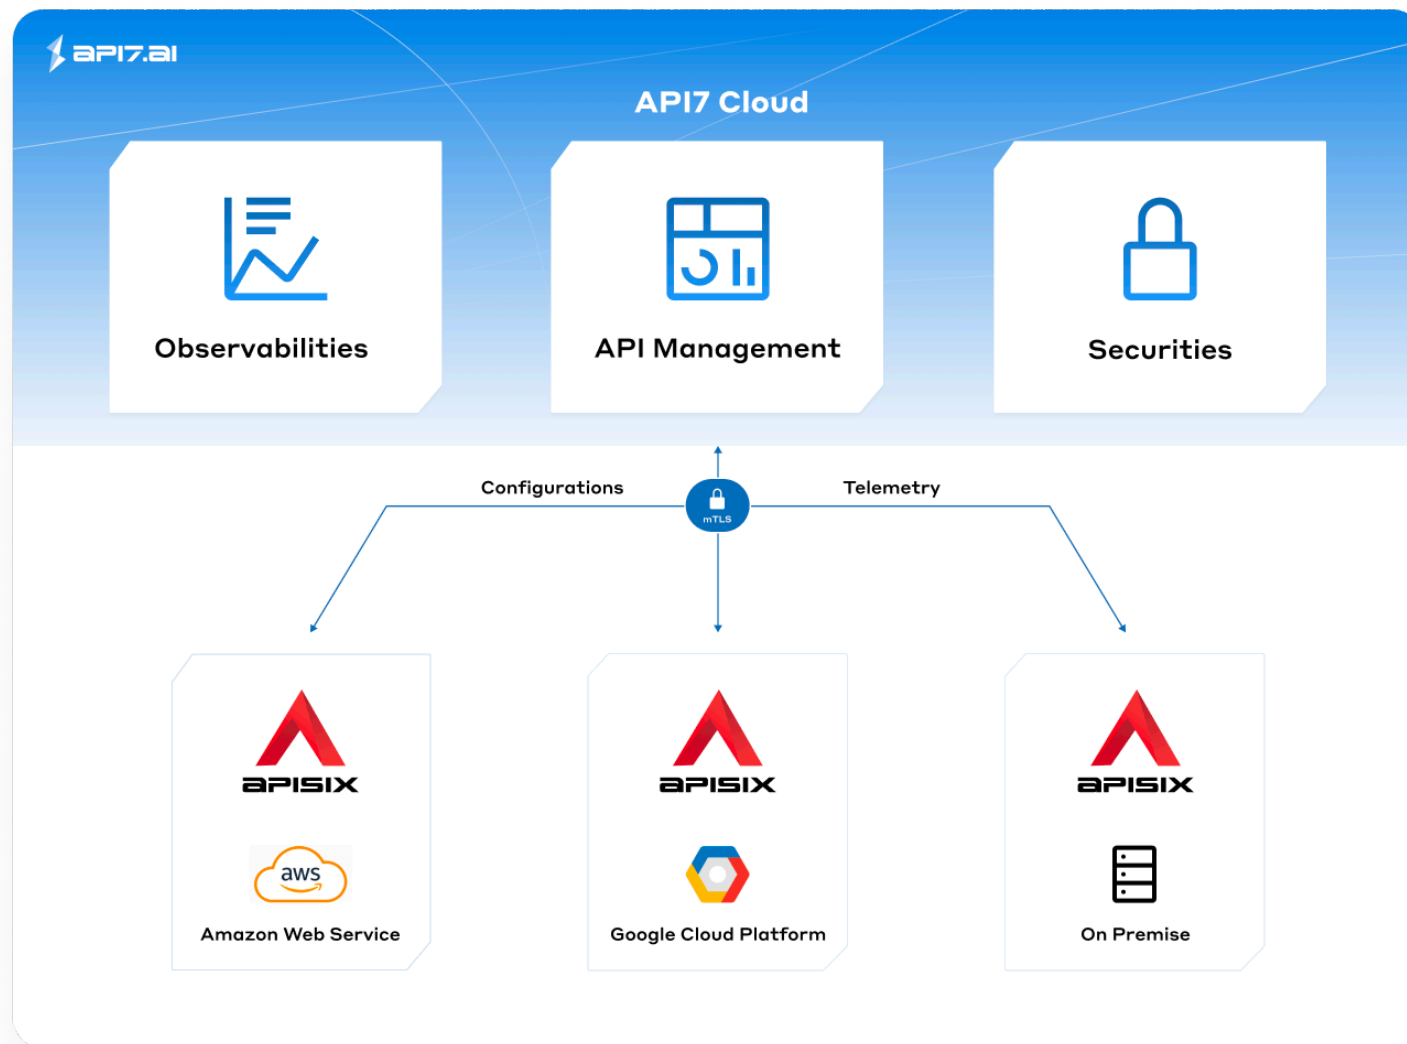 API7.AI
API7 Cloud
Observabilities
API Management
Securities
Configurations
Telemetry
mTLS
APISIX
APISIX
APISIX
aws
Amazon Web Service
Google Cloud Platform
On Premise